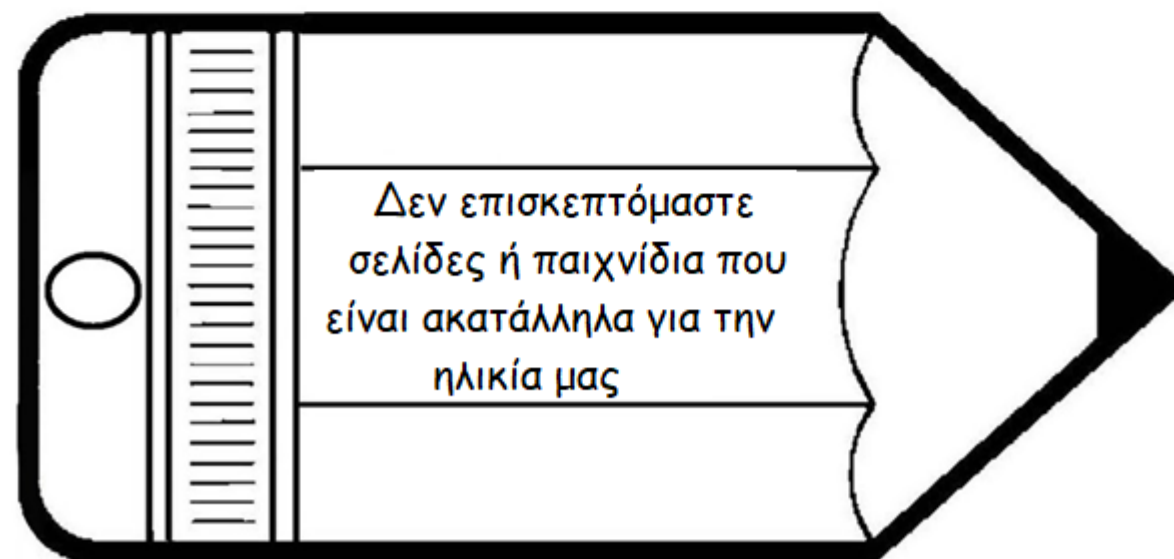 Δεν επισκεπτόμαστε
σελίδες ή παιχνίδια που
είναι ακατάλληλα για την
ηλικία μας